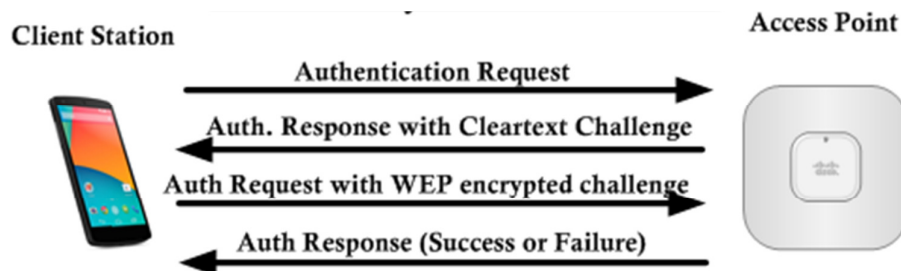 Client Station
Access Point
Authentication Request
Auth. Response with Cleartext Challenge
Auth Request with WEP encrypted challenge
Auth Response (Success or Failure)